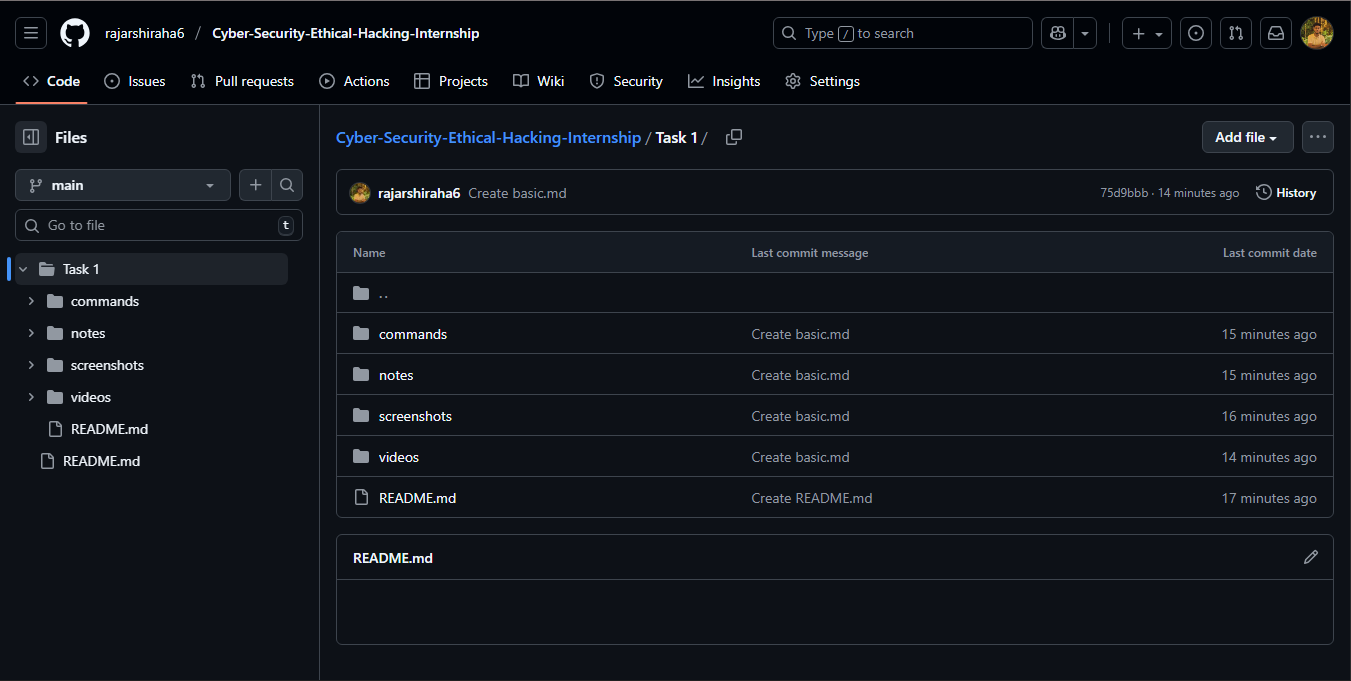 rajarshiraha6 / Cyber-Security-Ethical-Hacking-Internship
Type / to search
Code Issues Pull requests Actions Projects Wiki Security Insights Settings
Files
main
Go to file t
Task 1
commands
notes
screenshots
videos
README.md
README.md
Cyber-Security-Ethical-Hacking-Internship / Task 1 /
Add file
rajarshiraha6 Create basic.md 75d9bbb · 14 minutes ago History
Name Last commit message Last commit date
..
commands Create basic.md 15 minutes ago
notes Create basic.md 15 minutes ago
screenshots Create basic.md 16 minutes ago
videos Create basic.md 14 minutes ago
README.md Create README.md 17 minutes ago
README.md